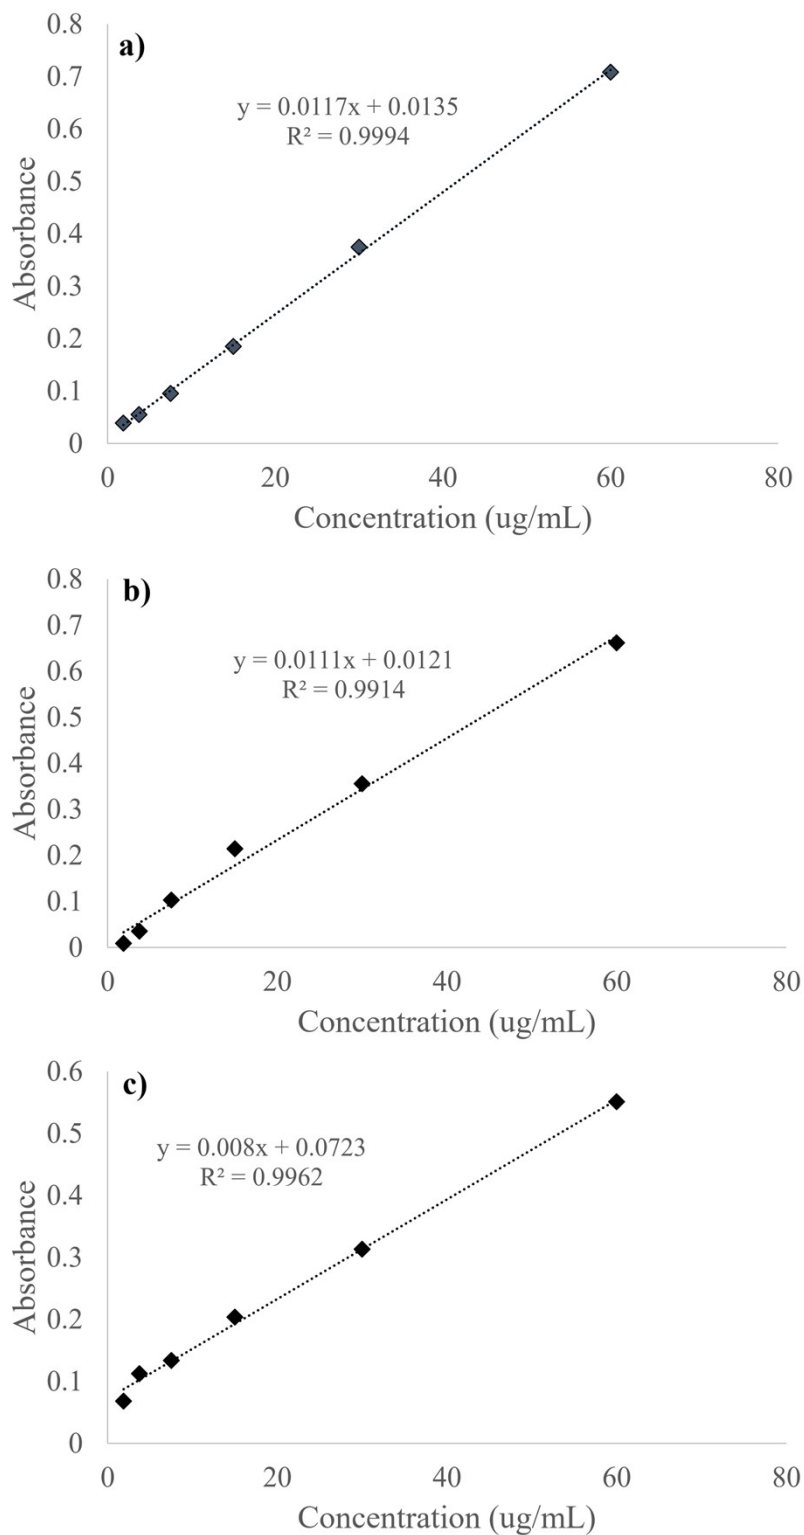 a)
0.8
0.7
0.6
0.5
0.4
0.3
0.2
0.1
0
Absorbance
y = 0.0117x + 0.0135
R² = 0.9994
0 20 40 60 80
Concentration (ug/mL)
b)
0.8
0.7
0.6
0.5
0.4
0.3
0.2
0.1
0
Absorbance
y = 0.0111x + 0.0121
R² = 0.9914
0 20 40 60 80
Concentration (ug/mL)
c)
0.6
0.5
0.4
0.3
0.2
0.1
0
Absorbance
y = 0.008x + 0.0723
R² = 0.9962
0 20 40 60 80
Concentration (ug/mL)